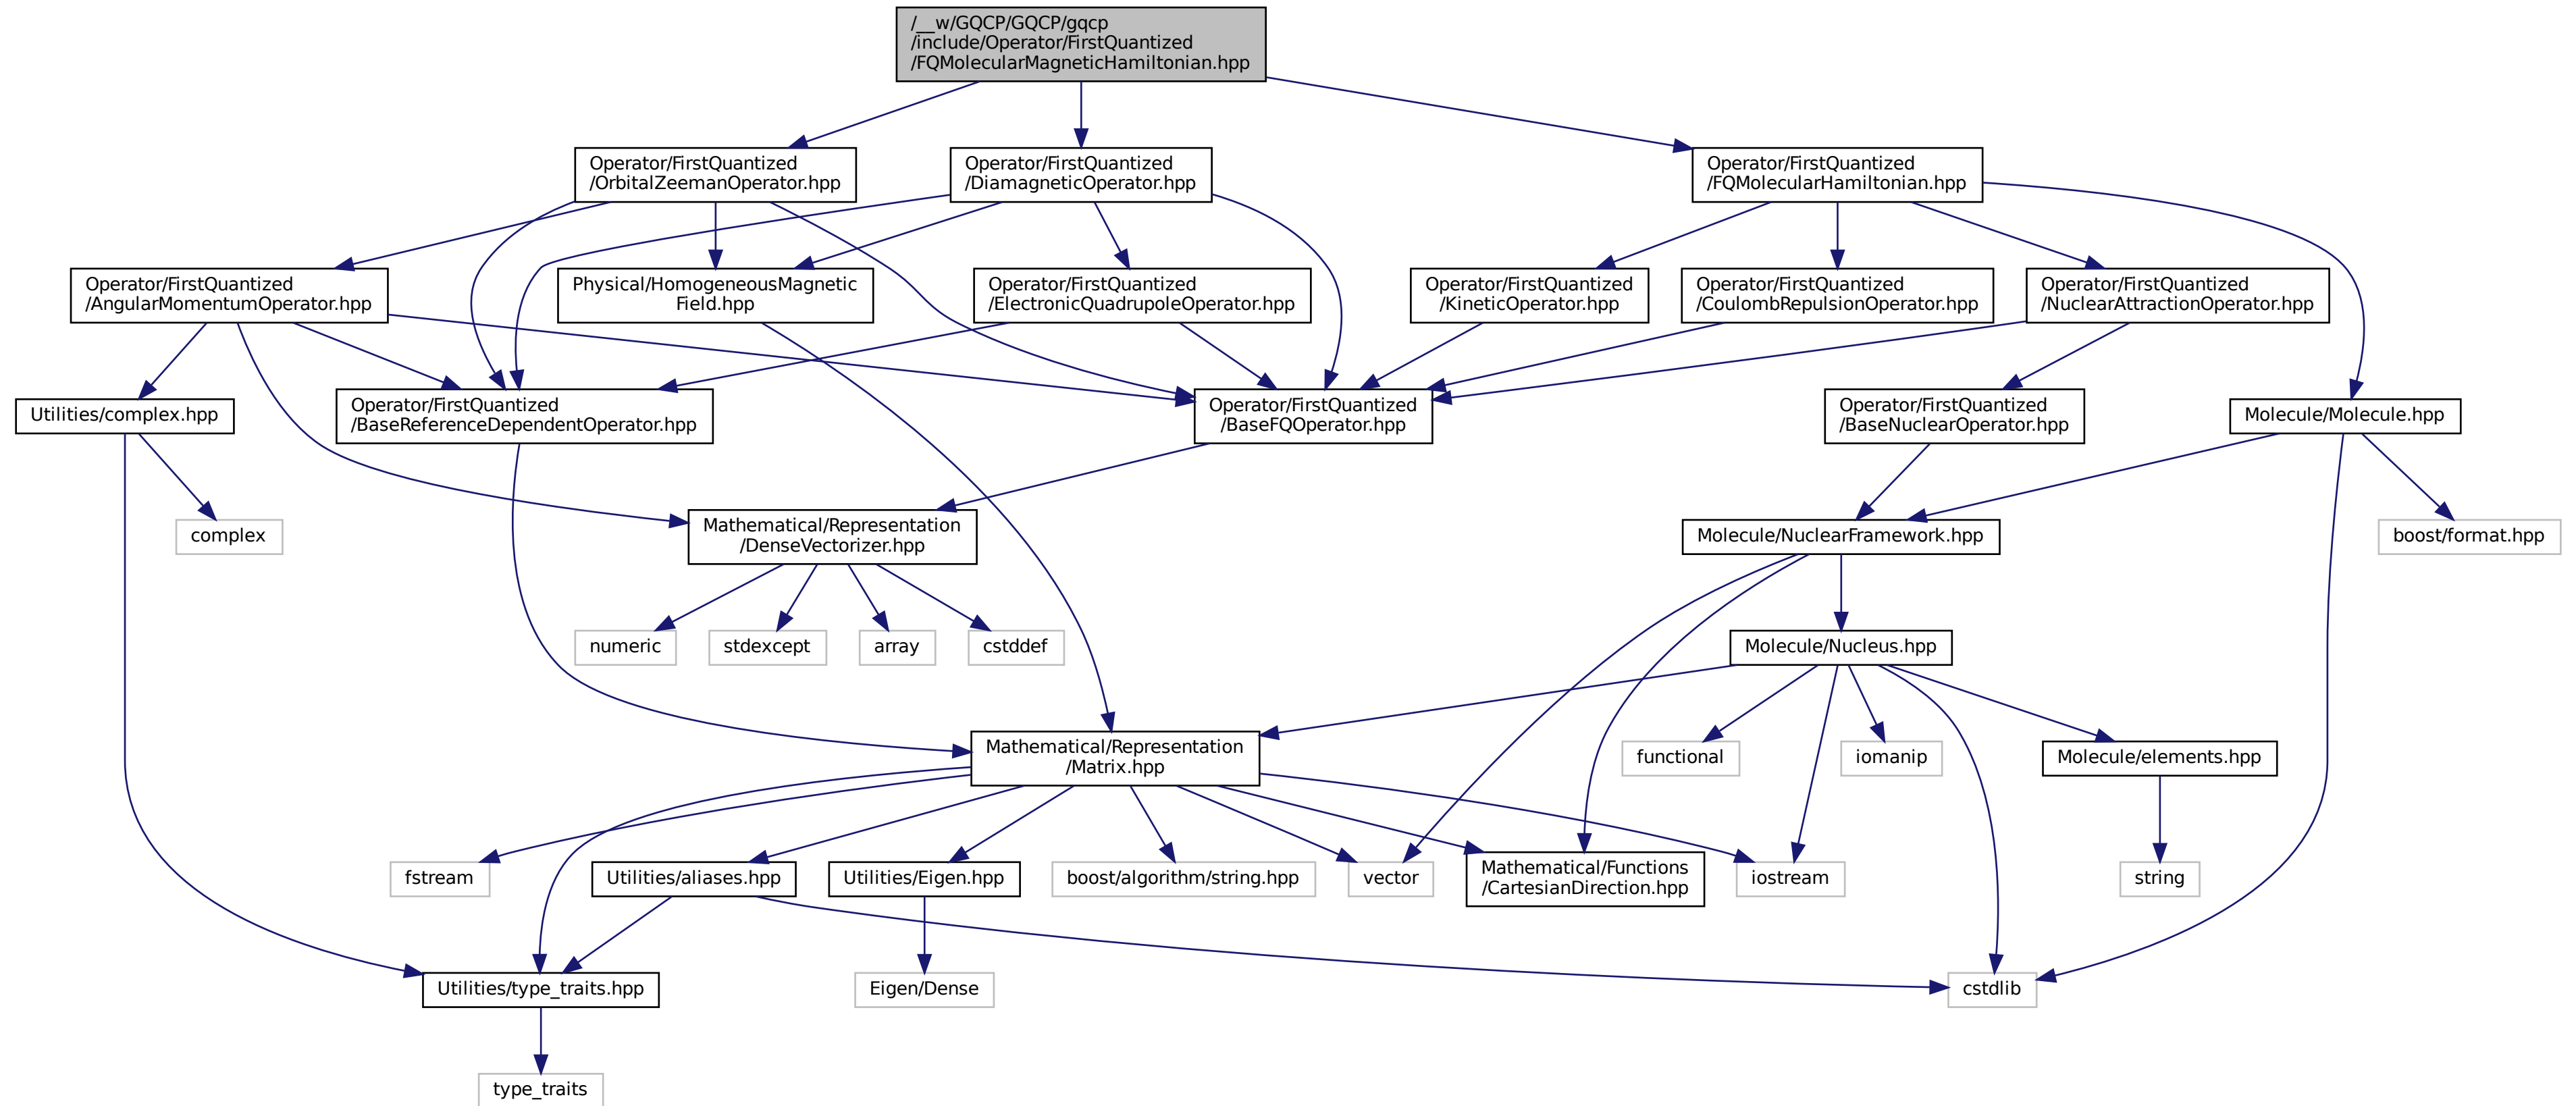 /__w/GQCP/GQCP/gqcp
/include/Operator/FirstQuantized
/FQMolecularMagneticHamiltonian.hpp
Operator/FirstQuantized
/OrbitalZeemanOperator.hpp
Operator/FirstQuantized
/DiamagneticOperator.hpp
Operator/FirstQuantized
/FQMolecularHamiltonian.hpp
Operator/FirstQuantized
/AngularMomentumOperator.hpp
Physical/HomogeneousMagnetic
Field.hpp
Operator/FirstQuantized
/ElectronicQuadrupoleOperator.hpp
Operator/FirstQuantized
/KineticOperator.hpp
Operator/FirstQuantized
/CoulombRepulsionOperator.hpp
Operator/FirstQuantized
/NuclearAttractionOperator.hpp
Utilities/complex.hpp
Operator/FirstQuantized
/BaseReferenceDependentOperator.hpp
Operator/FirstQuantized
/BaseFQOperator.hpp
Operator/FirstQuantized
/BaseNuclearOperator.hpp
Molecule/Molecule.hpp
complex
Mathematical/Representation
/DenseVectorizer.hpp
Molecule/NuclearFramework.hpp
boost/format.hpp
numeric
stdexcept
array
cstddef
Molecule/Nucleus.hpp
Mathematical/Representation
/Matrix.hpp
functional
iomanip
Molecule/elements.hpp
fstream
Utilities/aliases.hpp
Utilities/Eigen.hpp
boost/algorithm/string.hpp
vector
Mathematical/Functions
/CartesianDirection.hpp
iostream
string
Utilities/type_traits.hpp
Eigen/Dense
cstdlib
type_traits